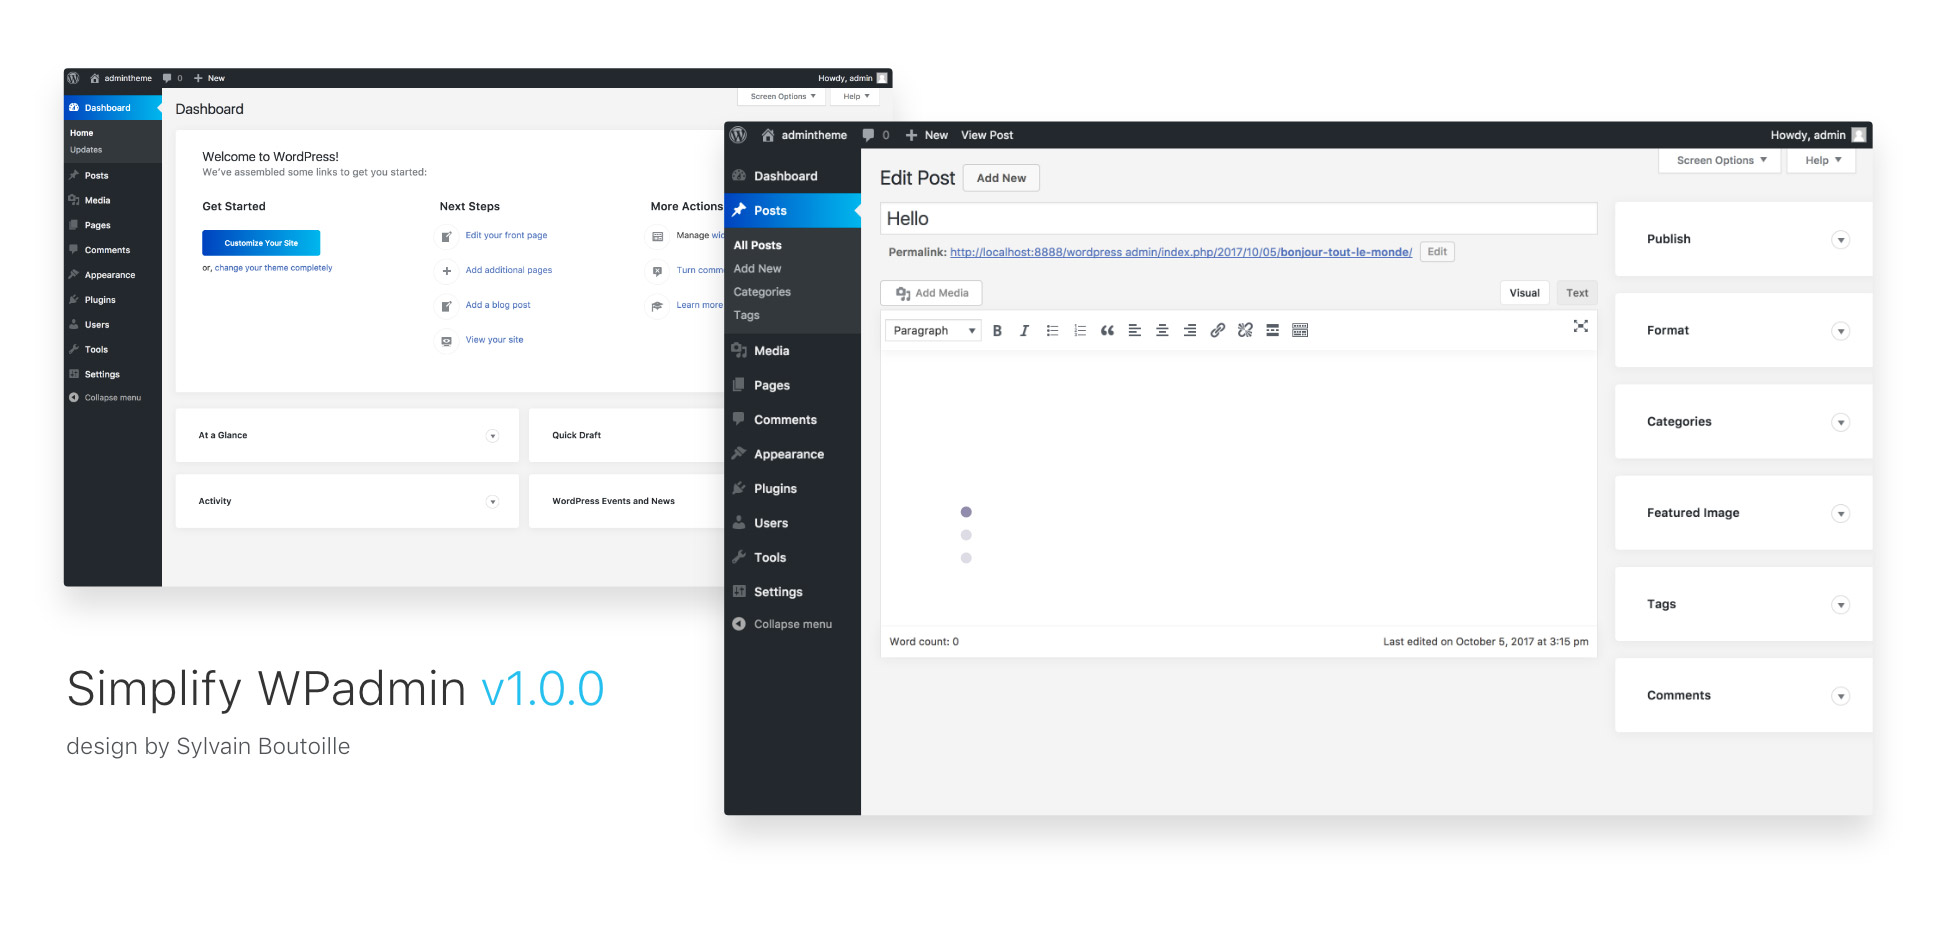 admintheme 0 New Howdy, admin
Dashboard
Home
Updates
Posts
Media
Pages
Comments
Appearance
Plugins
Users
Tools
Settings
Collapse menu
Screen Options Help
Dashboard
Welcome to WordPress!
We've assembled some links to get you started:
Get Started
Customize Your Site
or, change your theme completely
Next Steps
Edit your front page
Add additional pages
Add a blog post
View your site
More Actions
Manage
Learn more
At a Glance
Quick Draft
Activity
WordPress Events and News
admintheme 0 New View Post Howdy, admin
Dashboard
Posts
All Posts
Add New
Categories
Tags
Media
Pages
Comments
Appearance
Plugins
Users
Tools
Settings
Collapse menu
Screen Options Help
Edit Post Add New
Hello
Permalink: http://localhost:8888/wordpress admin/index.php/2017/10/05/bonjour-tout-le-monde/ Edit
Add Media Visual Text
Paragraph B I
Word count: 0 Last edited on October 5, 2017 at 3:15 pm
Publish
Format
Categories
Featured Image
Tags
Comments
Simplify WPadmin v1.0.0
design by Sylvain Boutoille